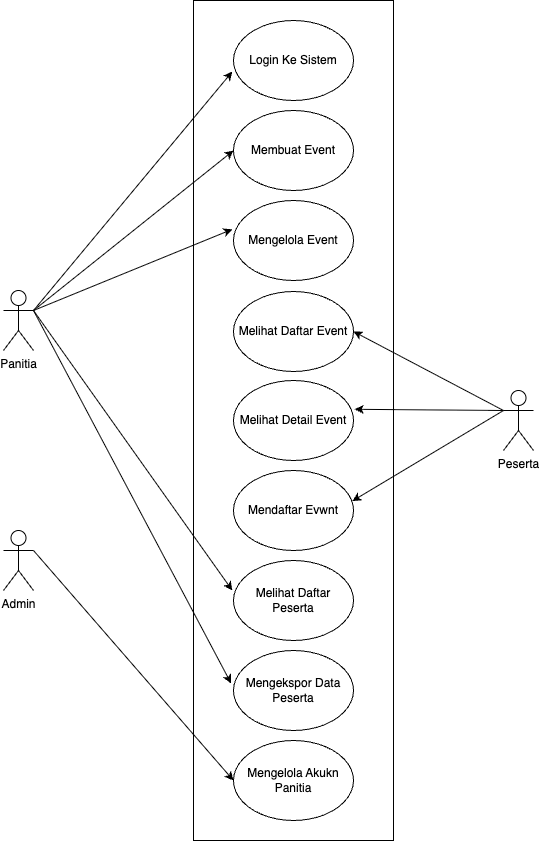 Login Ke Sistem
Membuat Event
Mengelola Event
Melihat Daftar Event
Melihat Detail Event
Mendaftar Evwnt
Melihat Daftar
Peserta
Mengekspor Data
Peserta
Mengelola Akukn
Panitia
Panitia
Admin
Peserta